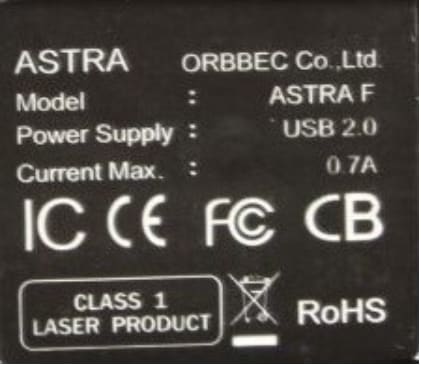 ASTRA ORBBEC Co.,Ltd.
Model : ASTRA F
Power Supply : USB 2.0
Current Max. : 0.7A
IC CE FC CB
CLASS 1
LASER PRODUCT
RoHS